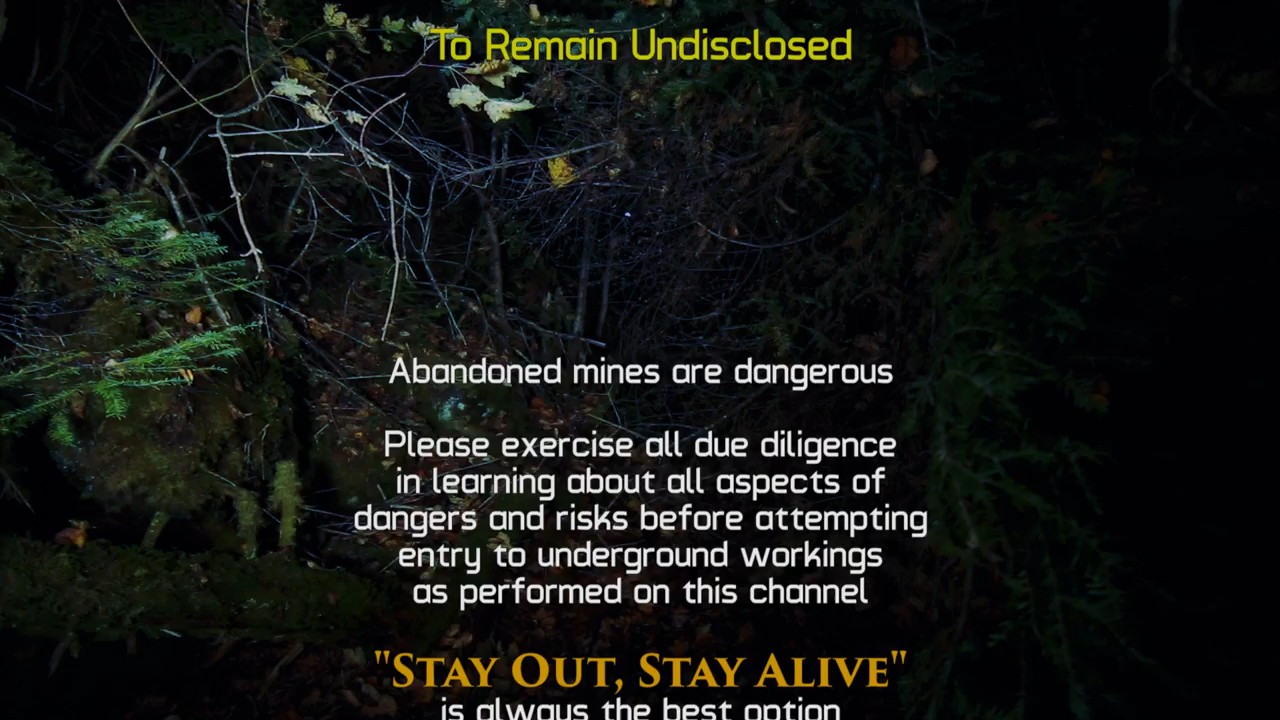 To Remain Undisclosed
Abandoned mines are dangerous
Please exercise all due diligence
in learning about all aspects of
dangers and risks before attempting
entry to underground workings
as performed on this channel
"Stay Out, Stay Alive"
is always the best option